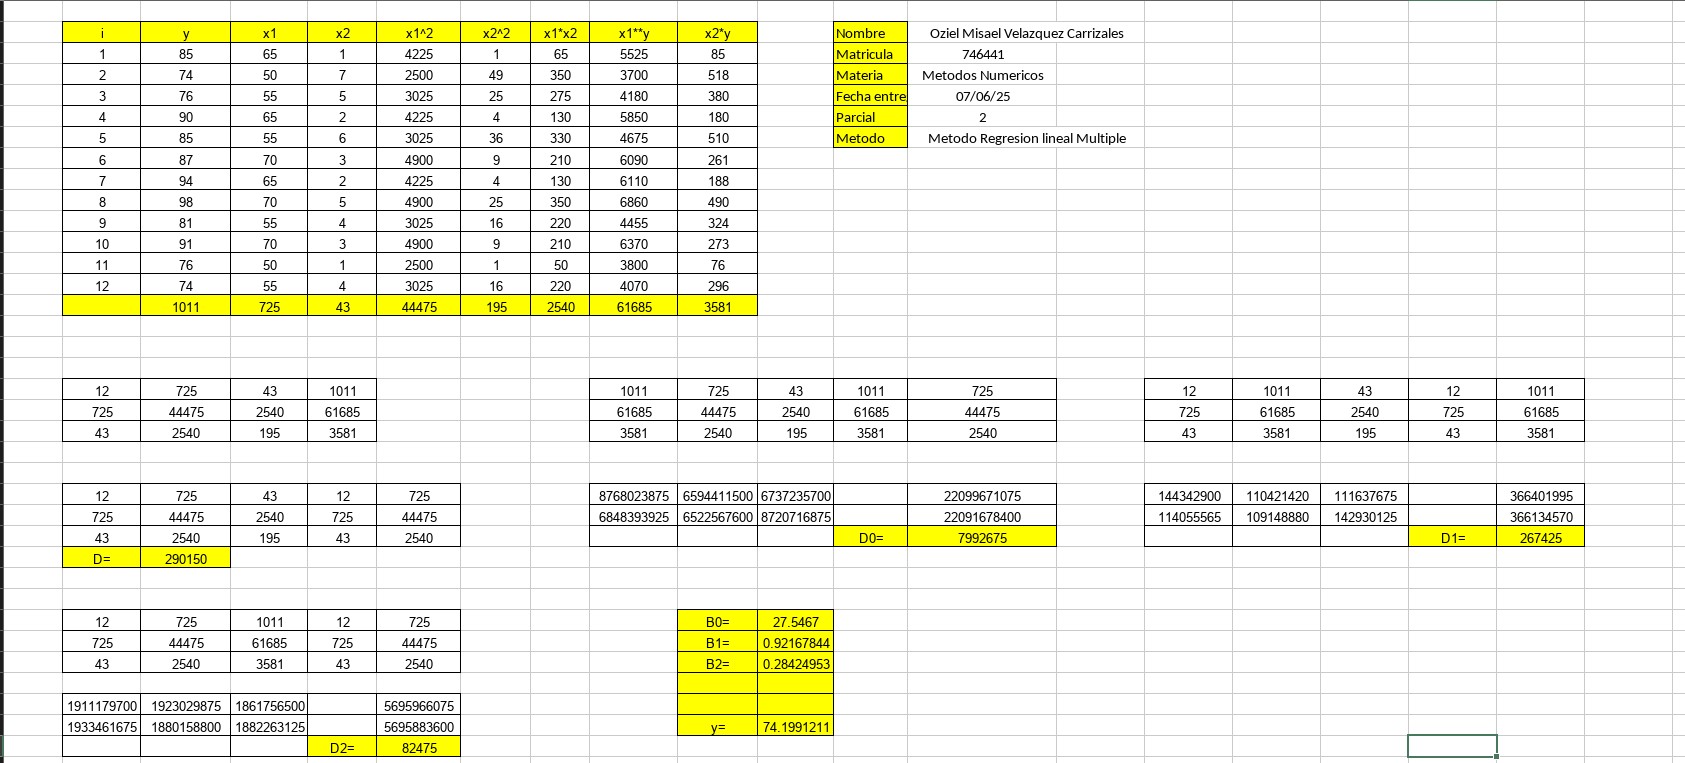 i y x1 x2 x1^2 x2^2 x1*x2 x1**y x2*y Nombre Oziel Misael Velazquez Carrizales
1 85 65 1 4225 1 65 5525 85 Matricula 746441
2 74 50 7 2500 49 350 3700 518 Materia Metodos Numericos
3 76 55 5 3025 25 275 4180 380 Fecha entre 07/06/25
4 90 65 2 4225 4 130 5850 180 Parcial 2
5 85 55 6 3025 36 330 4675 510 Metodo Metodo Regresion lineal Multiple
6 87 70 3 4900 9 210 6090 261
7 94 65 2 4225 4 130 6110 188
8 98 70 5 4900 25 350 6860 490
9 81 55 4 3025 16 220 4455 324
10 91 70 3 4900 9 210 6370 273
11 76 50 1 2500 1 50 3800 76
12 74 55 4 3025 16 220 4070 296
1011 725 43 44475 195 2540 61685 3581
12 725 43 1011 1011 725 43 1011 725 12 1011 43 12 1011
725 44475 2540 61685 61685 44475 2540 61685 44475 725 61685 2540 725 61685
43 2540 195 3581 3581 2540 195 3581 2540 43 3581 195 43 3581
12 725 43 12 725 8768023875 6594411500 6737235700 22099671075 144342900 110421420 111637675 366401995
725 44475 2540 725 44475 6848393925 6522567600 8720716875 22091678400 114055565 109148880 142930125 366134570
43 2540 195 43 2540 D0= 7992675 D1= 267425
D= 290150
12 725 1011 12 725 B0= 27.5467
725 44475 61685 725 44475 B1= 0.92167844
43 2540 3581 43 2540 B2= 0.28424953
1911179700 1923029875 1861756500 5695966075
1933461675 1880158800 1882263125 5695883600 y= 74.1991211
D2= 82475